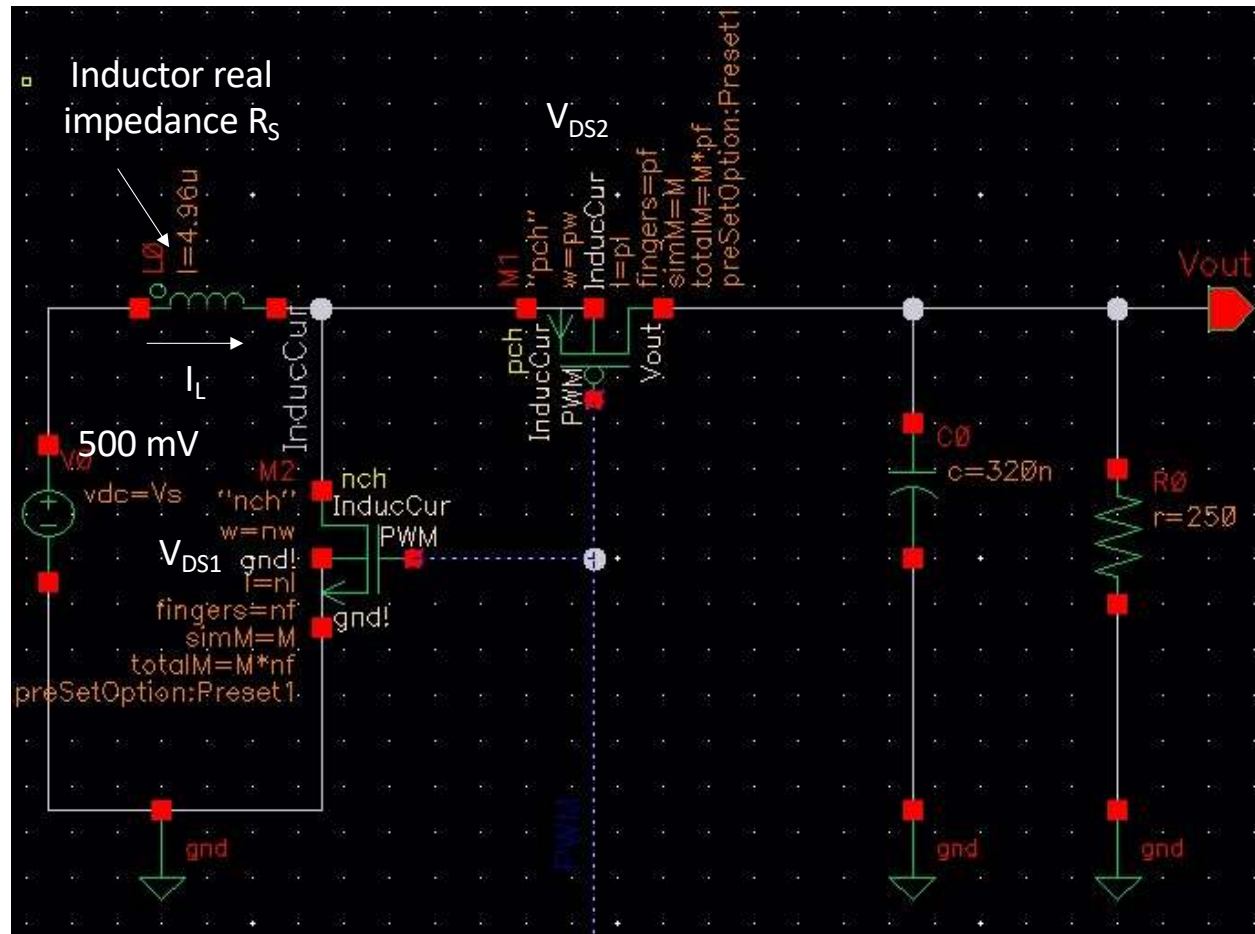 Inductor real
impedance R_S
L0
l=4.96u
I_L
InducCur
500 mV
V0
vdc=Vs
M2
"nch"
w=nw
V_DS1
gnd!
l=nl
fingers=nf
simM=M
totalM=M*nf
preSetOption:Preset1
nch
InducCur
PWM
gnd!
gnd
V_DS2
M1
"pch"
w=pw
InducCur
l=pl
fingers=pf
simM=M
totalM=M*pf
preSetOption:Preset1
pch
InducCur
PWM
Vout
PWM
C0
c=320n
gnd
R0
r=250
gnd
Vout